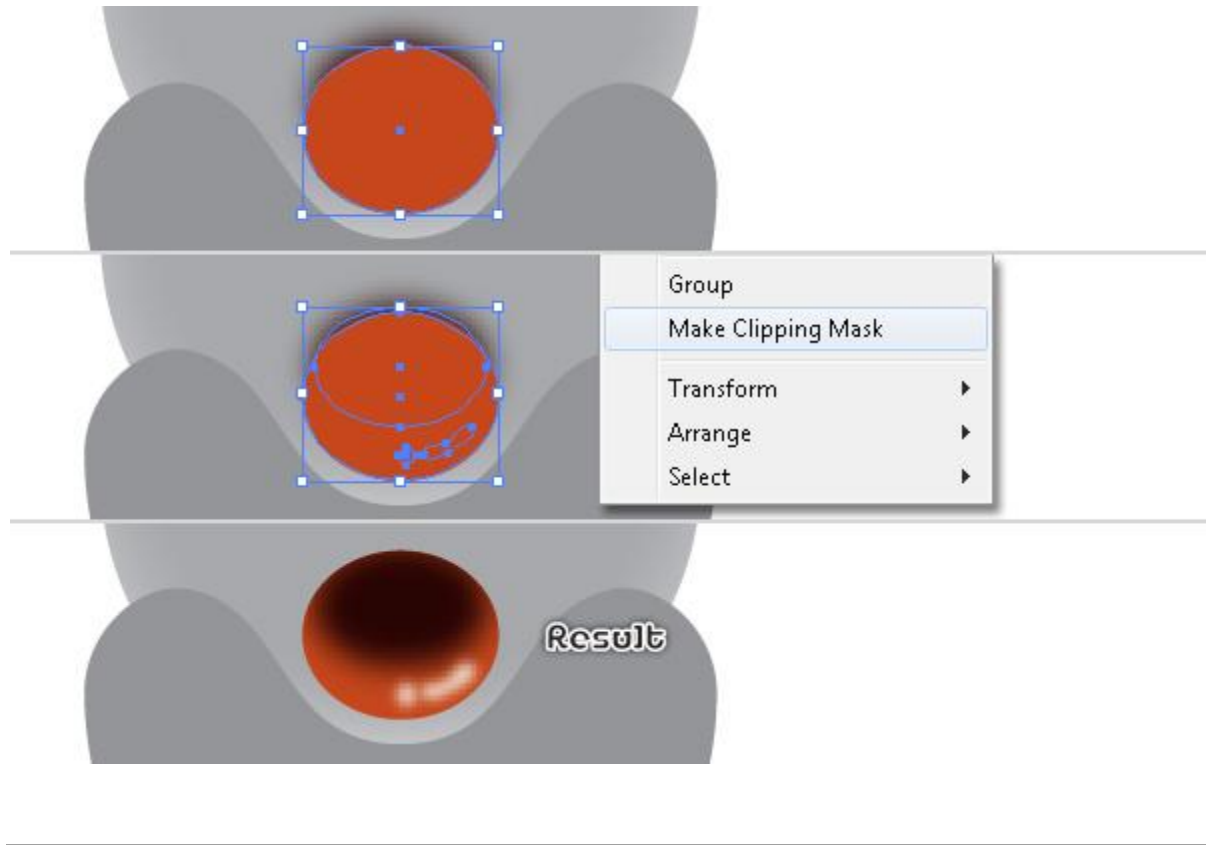 Group
Make Clipping Mask
Transform
Arrange
Select
Result